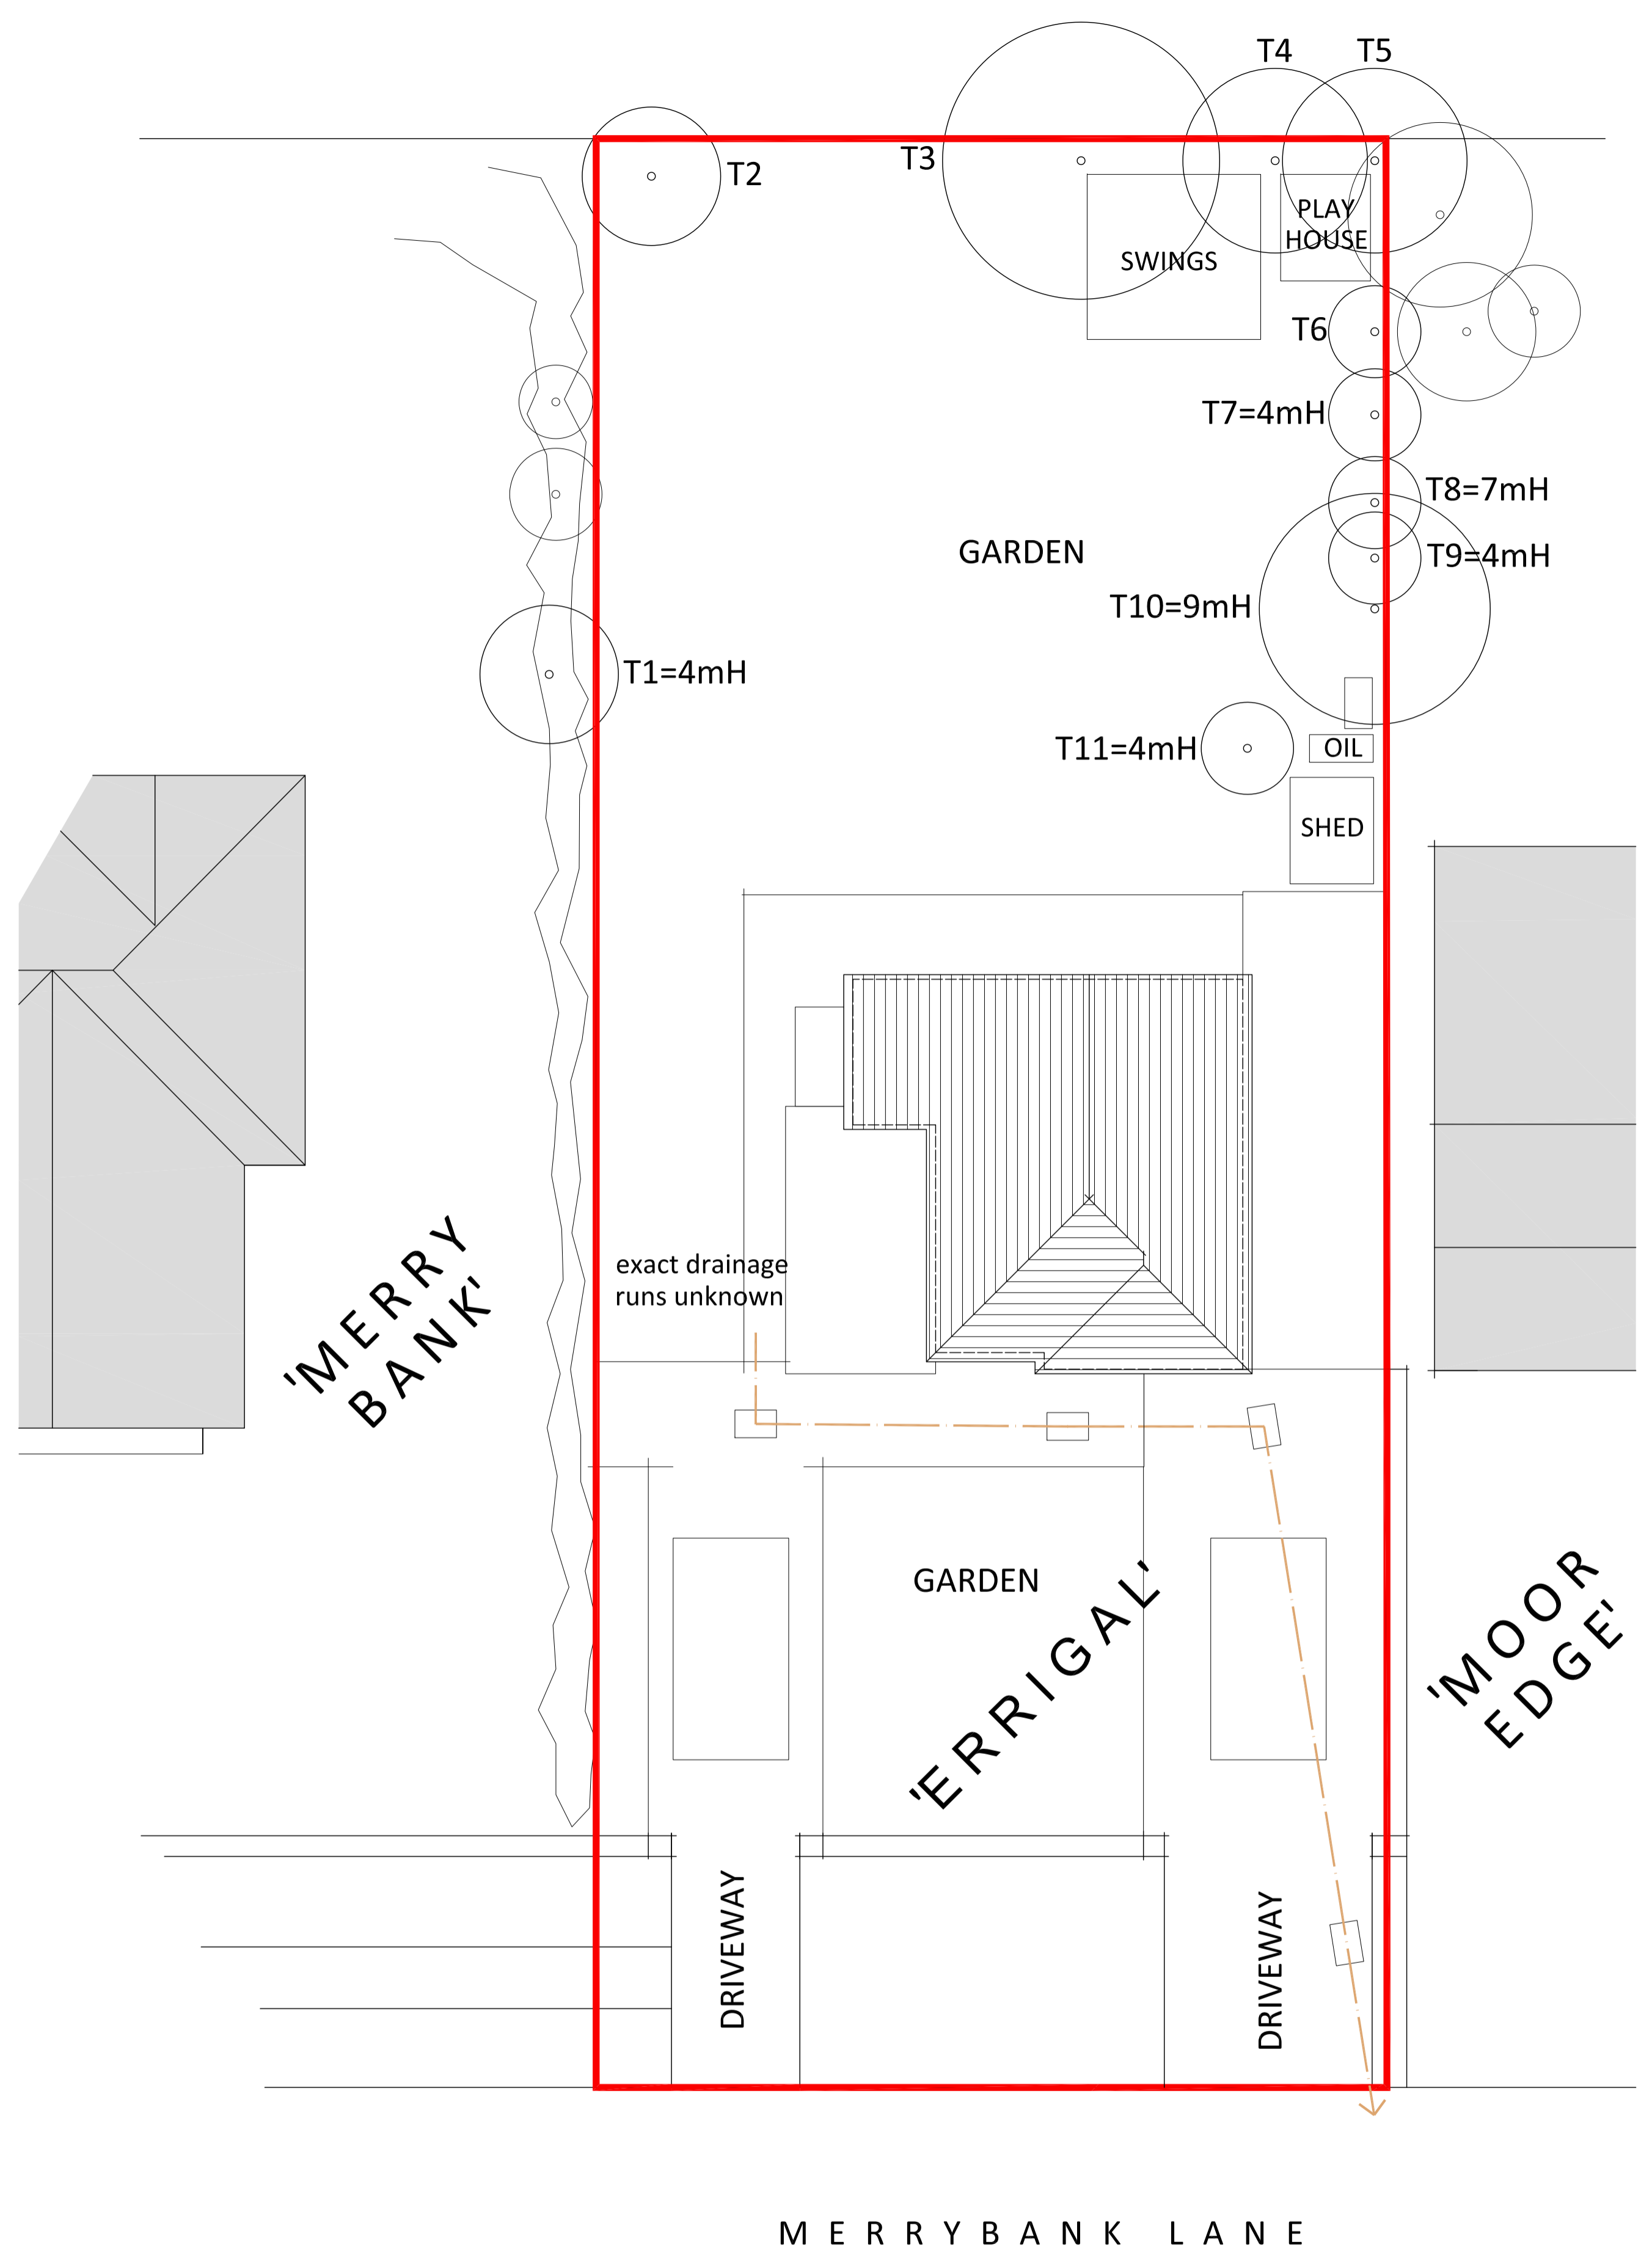 T4
T5
T3
T2
PLAY
HOUSE
SWINGS
T6
T7=4mH
T8=7mH
GARDEN
T9=4mH
T10=9mH
T1=4mH
T11=4mH
OIL
SHED
exact drainage
runs unknown
'MERRY
BANK'
GARDEN
'ERRIGAL'
'MOOR
EDGE'
DRIVEWAY
DRIVEWAY
MERRYBANK LANE